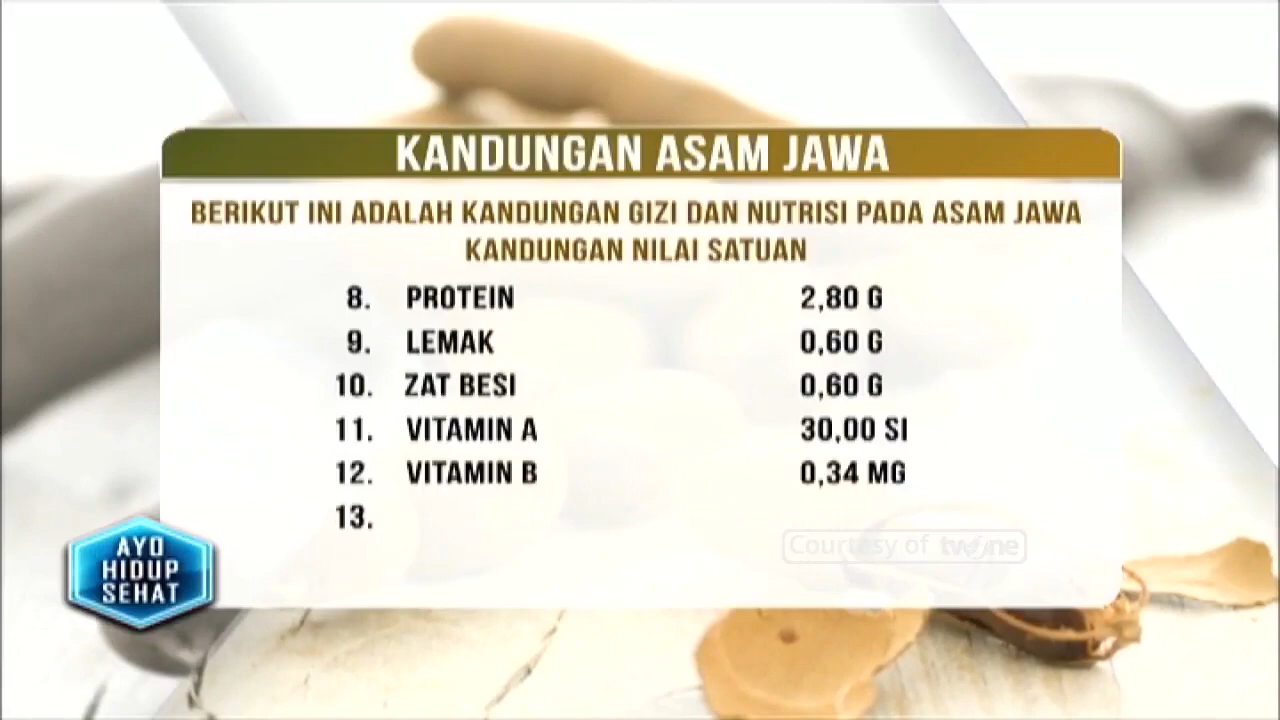 KANDUNGAN ASAM JAWA
BERIKUT INI ADALAH KANDUNGAN GIZI DAN NUTRISI PADA ASAM JAWA
KANDUNGAN NILAI SATUAN
8. PROTEIN 2,80 G
9. LEMAK 0,60 G
10. ZAT BESI 0,60 G
11. VITAMIN A 30,00 SI
12. VITAMIN B 0,34 MG
13.
Courtesy of tvOne
AYO
HIDUP
SEHAT